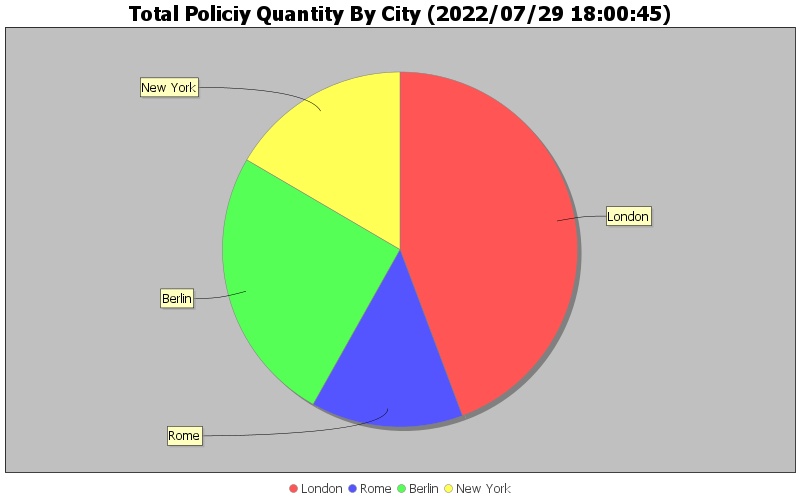 Total Policiy Quantity By City (2022/07/29 18:00:45)
New York
London
Berlin
Rome
London Rome Berlin New York